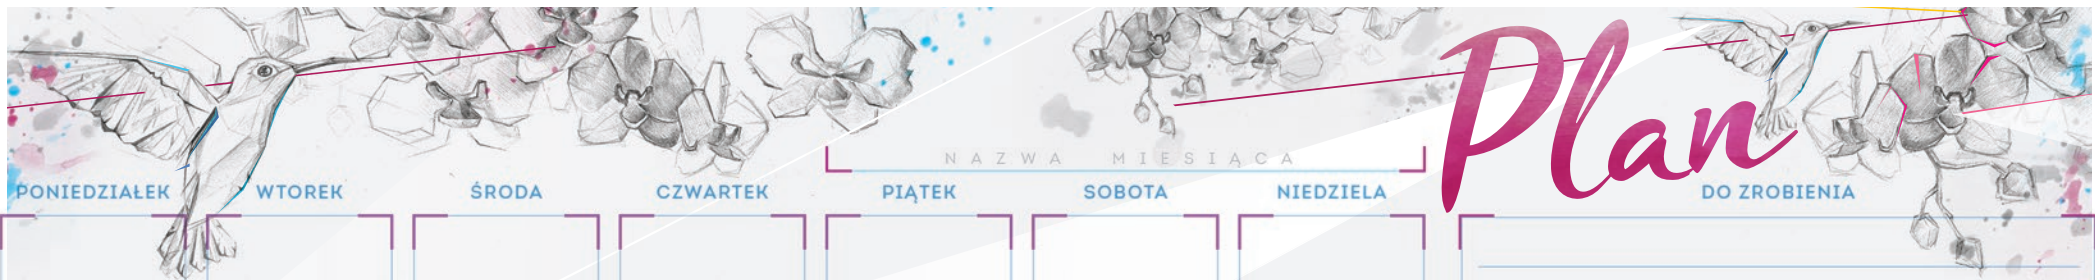 Plan
NAZWA MIESIĄCA
PONIEDZIAŁEK WTOREK ŚRODA CZWARTEK PIĄTEK SOBOTA NIEDZIELA DO ZROBIENIA